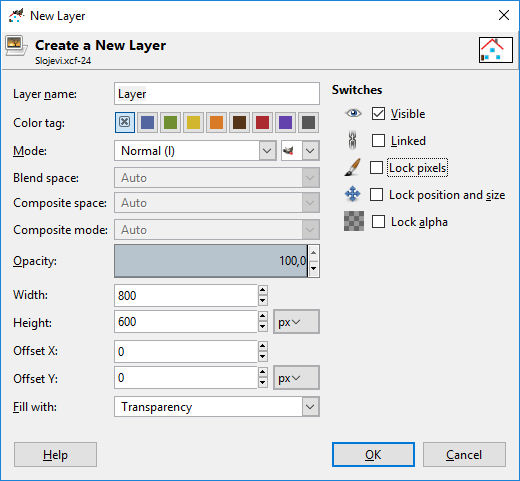 New Layer
Create a New Layer
Slojevi.xcf-24
Layer name: Layer
Color tag:
Mode: Normal (l)
Blend space: Auto
Composite space: Auto
Composite mode: Auto
Opacity: 100,0
Width: 800
Height: 600 px
Offset X: 0
Offset Y: 0 px
Fill with: Transparency
Switches
Visible
Linked
Lock pixels
Lock position and size
Lock alpha
Help OK Cancel